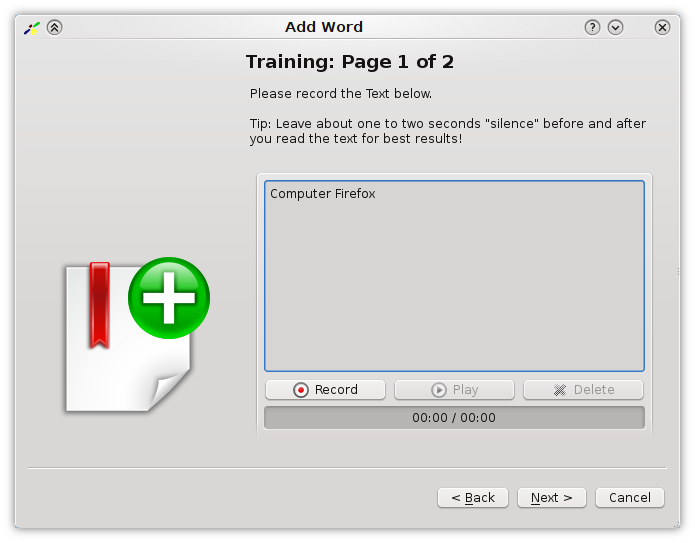 Add Word
Training: Page 1 of 2
Please record the Text below.
Tip: Leave about one to two seconds "silence" before and after
you read the text for best results!
Computer Firefox
Record Play Delete
00:00 / 00:00
< Back Next > Cancel